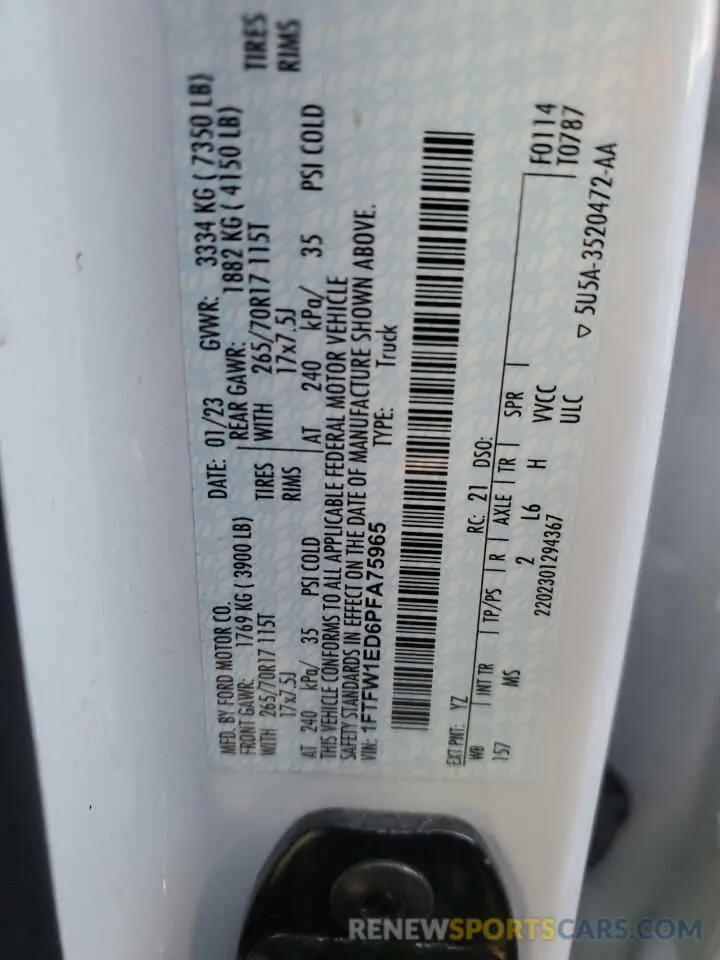 MFD. BY FORD MOTOR CO.
DATE: 01/23 GVWR: 3334 KG ( 7350 LB)
FRONT GAWR: 1769 KG ( 3900 LB) REAR GAWR: 1882 KG ( 4150 LB)
WITH 265/70R17 115T TIRES WITH 265/70R17 115T TIRES
17x7.5J RIMS 17x7.5J RIMS
AT 240 kPa/ 35 PSI COLD AT 240 kPa/ 35 PSI COLD
THIS VEHICLE CONFORMS TO ALL APPLICABLE FEDERAL MOTOR VEHICLE
SAFETY STANDARDS IN EFFECT ON THE DATE OF MANUFACTURE SHOWN ABOVE.
VIN: 1FTFW1ED6PFA75965 TYPE: Truck
EXT PNT: YZ RC: 21 DSO: F0114
WB INT TR TP/PS R AXLE TR SPR T0787
157 MS 2 L6 H VVCC
2202301294367 ULC ▽ 5U5A-3520472-AA
RENEWSPORTSCARS.COM